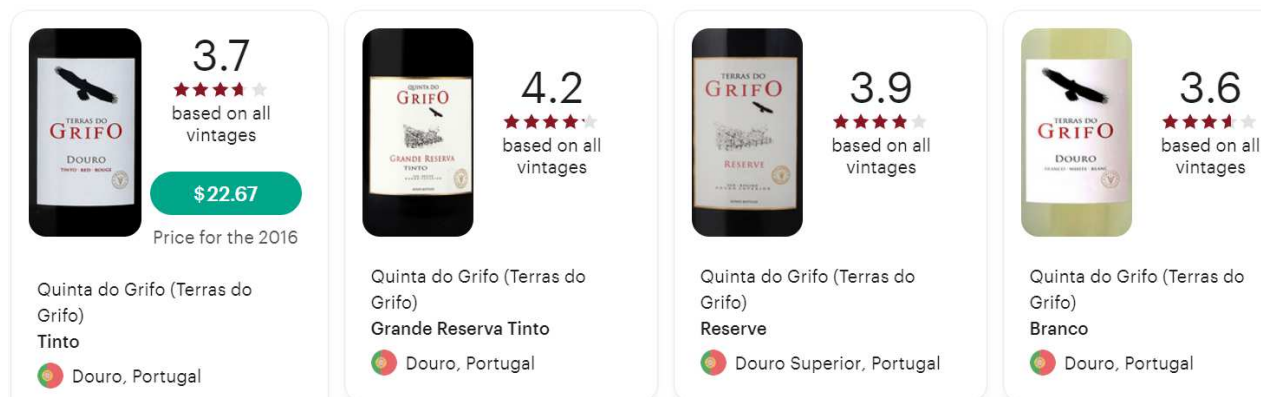 TERRAS DO
GRIFO
DOURO
TINTO · RED · ROUGE
3.7
based on all
vintages
$22.67
Price for the 2016
Quinta do Grifo (Terras do
Grifo)
Tinto
Douro, Portugal
QUINTA DO
GRIFO
GRANDE RESERVA
TINTO
4.2
based on all
vintages
Quinta do Grifo (Terras do
Grifo)
Grande Reserva Tinto
Douro, Portugal
TERRAS DO
GRIFO
RESERVE
3.9
based on all
vintages
Quinta do Grifo (Terras do
Grifo)
Reserve
Douro Superior, Portugal
TERRAS DO
GRIFO
DOURO
BRANCO · WHITE · BLANC
3.6
based on all
vintages
Quinta do Grifo (Terras do
Grifo)
Branco
Douro, Portugal